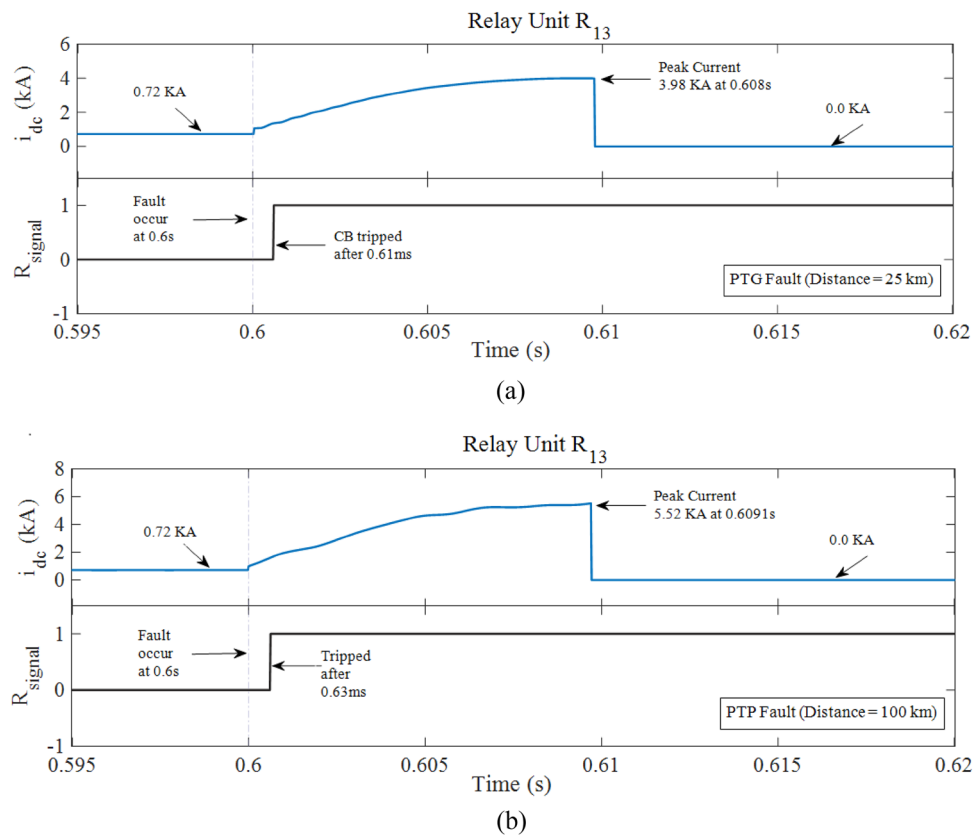 Relay Unit R13
6
4
2
0
i_dc (kA)
0.72 KA
Peak Current
3.98 KA at 0.608s
0.0 KA
1
0
-1
R_signal
Fault
occur
at 0.6s
CB tripped
after 0.61ms
PTG Fault (Distance = 25 km)
0.595
0.6
0.605
0.61
0.615
0.62
Time (s)
(a)
Relay Unit R13
8
6
4
2
0
i_dc (kA)
0.72 KA
Peak Current
5.52 KA at 0.6091s
0.0 KA
1
0
-1
R_signal
Fault
occur
at 0.6s
Tripped
after
0.63ms
PTP Fault (Distance = 100 km)
0.595
0.6
0.605
0.61
0.615
0.62
Time (s)
(b)